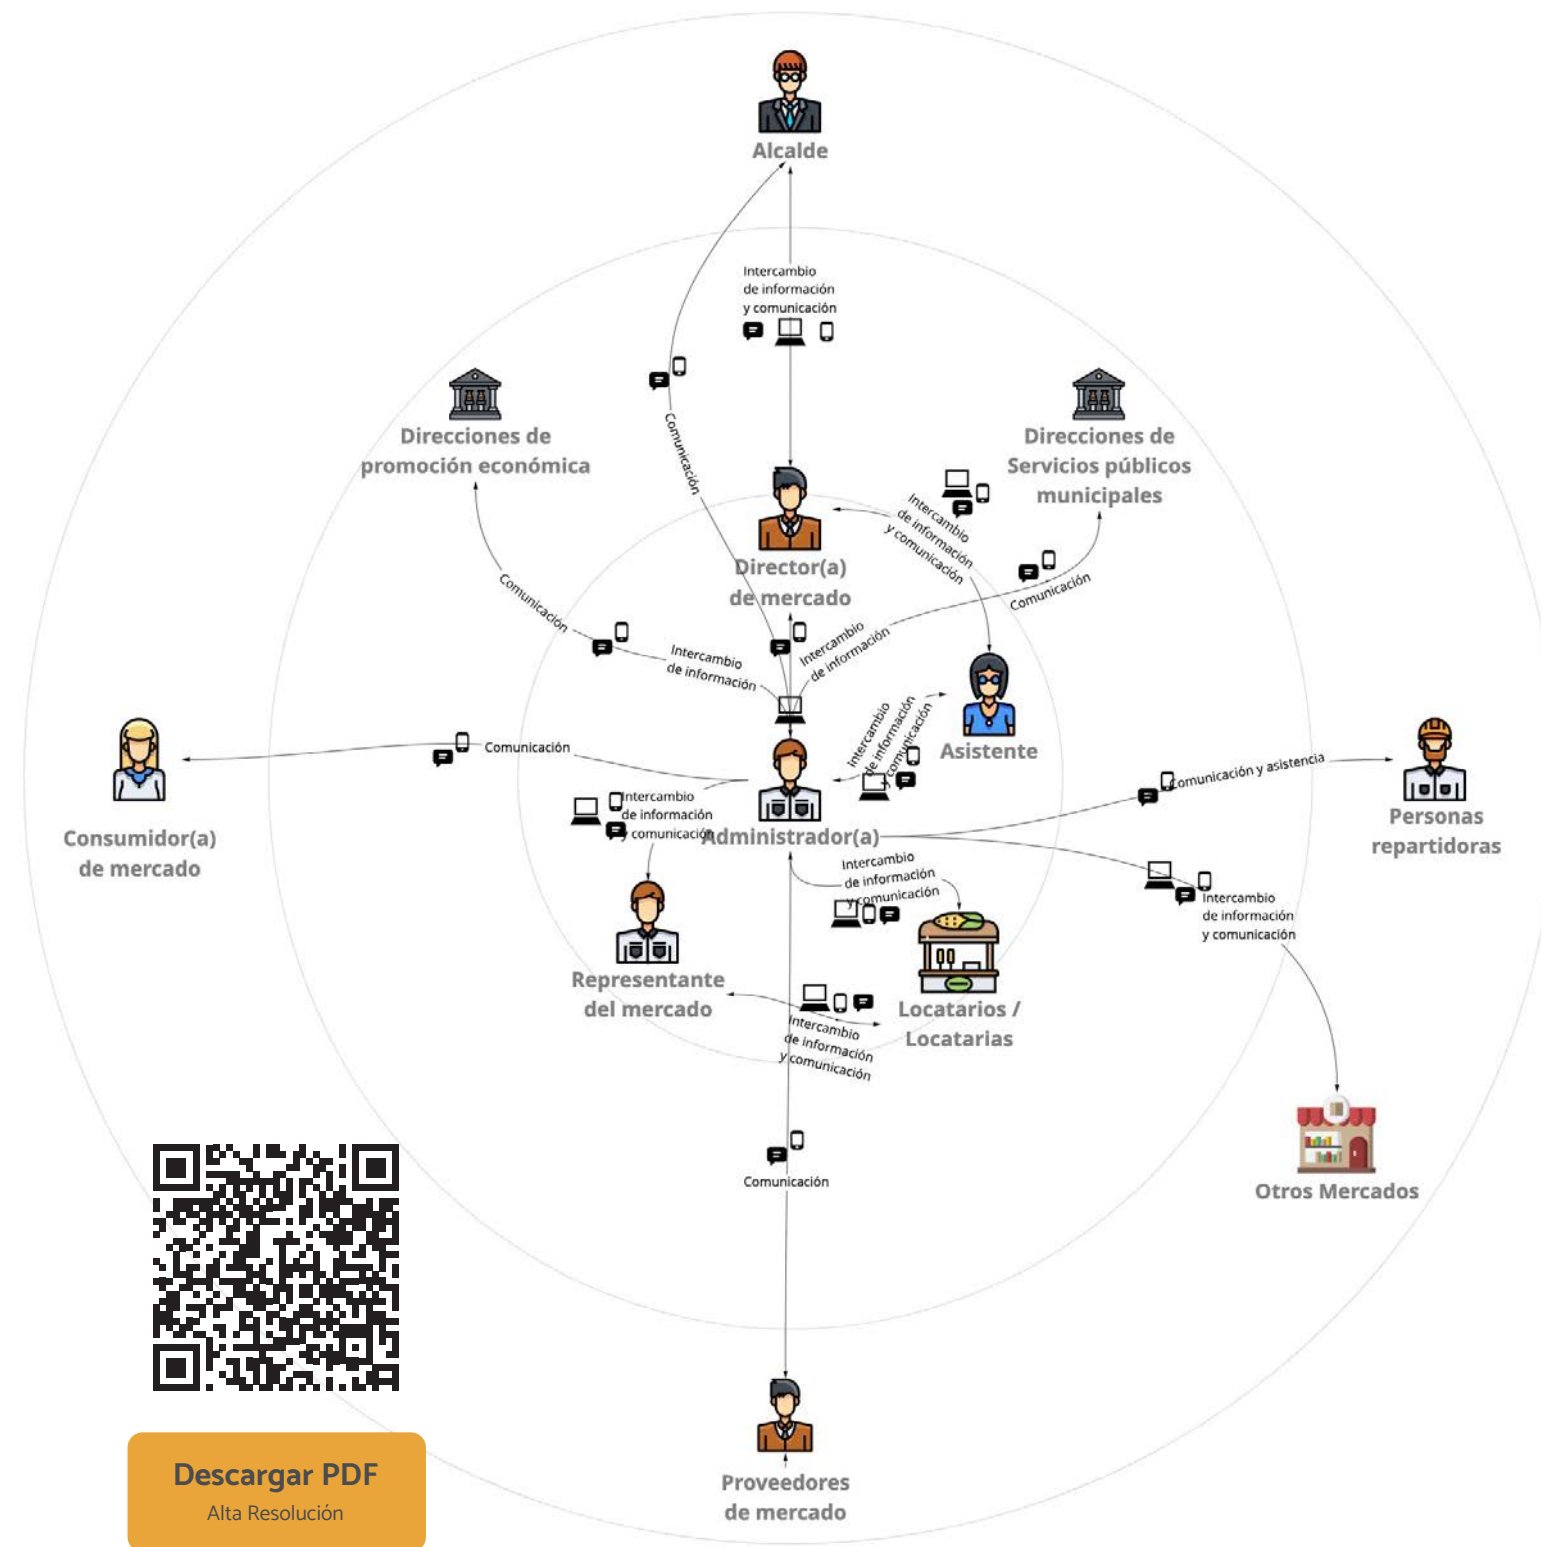 Alcalde
Intercambio
de información
y comunicación
Comunicación
Direcciones de
promoción económica
Direcciones de
Servicios públicos
municipales
Intercambio
de información
y comunicación
Director(a)
de mercado
Comunicación
Comunicación
Intercambio
de información
Intercambio
de información
Asistente
Intercambio
de información
y comunicación
Comunicación
Comunicación y asistencia
Intercambio
de información
y comunicación
Administrador(a)
Consumidor(a)
de mercado
Personas
repartidoras
Intercambio
de información
y comunicación
Intercambio
de información
y comunicación
Representante
del mercado
Locatarios /
Locatarias
Intercambio
de información
y comunicación
Comunicación
Otros Mercados
Descargar PDF
Alta Resolución
Proveedores
de mercado